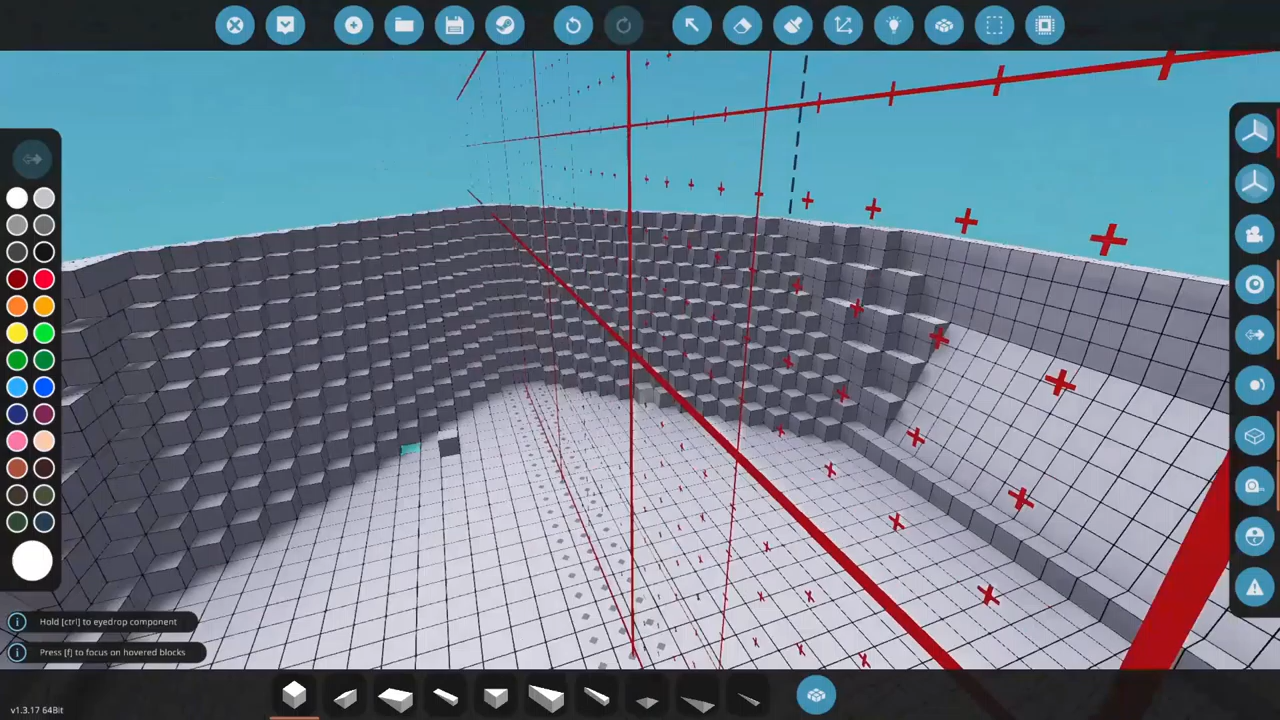 Hold [ctrl] to eyedrop component
Press [f] to focus on hovered blocks
v1.3.17 64Bit